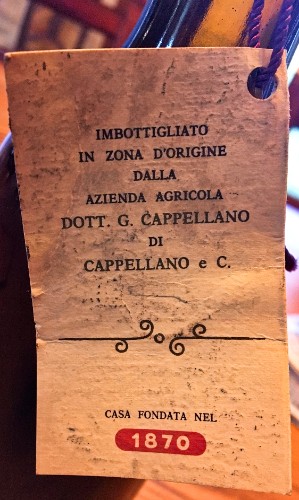 IMBOTTIGLIATO
IN ZONA D'ORIGINE
DALLA
AZIENDA AGRICOLA
DOTT. G. CAPPELLANO
DI
CAPPELLANO e C.
CASA FONDATA NEL
1870